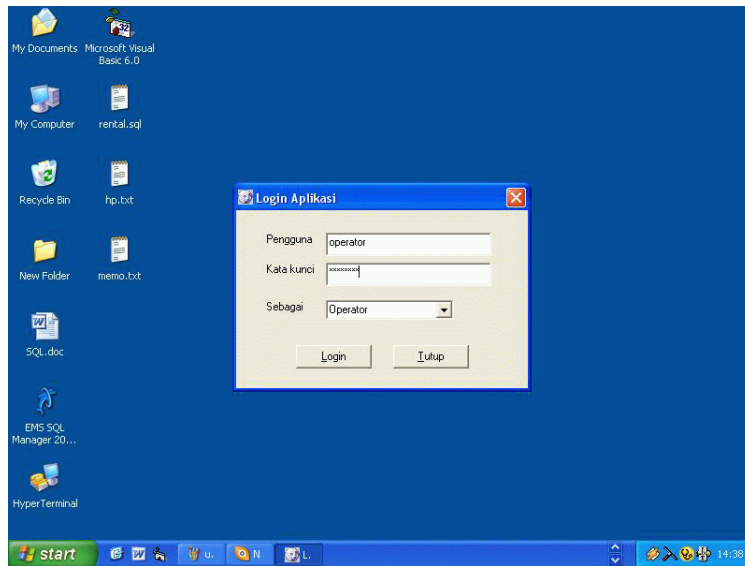 My Documents
Microsoft Visual
Basic 6.0
My Computer
rental.sql
Recycle Bin
hp.txt
New Folder
memo.txt
SQL.doc
EMS SQL
Manager 20...
HyperTerminal
Login Aplikasi
Pengguna
operator
Kata kunci
xxxxxxxx
Sebagai
Operator
Login
Tutup
start
u.
N
L.
14:38